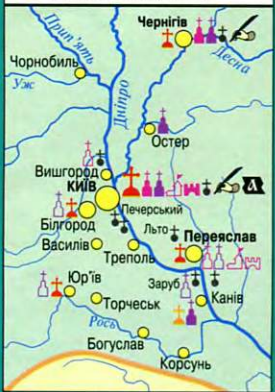 Прип'ять
Чернігів
Десна
Чорнобиль
Уж
Дніпро
Остер
Вишгород
КИЇВ
Печерський
Білгород
Льто
Переяслав
Василів
Треполь
Заруб
Юр'їв
Торчеськ
Канів
Рось
Богуслав
Корсунь